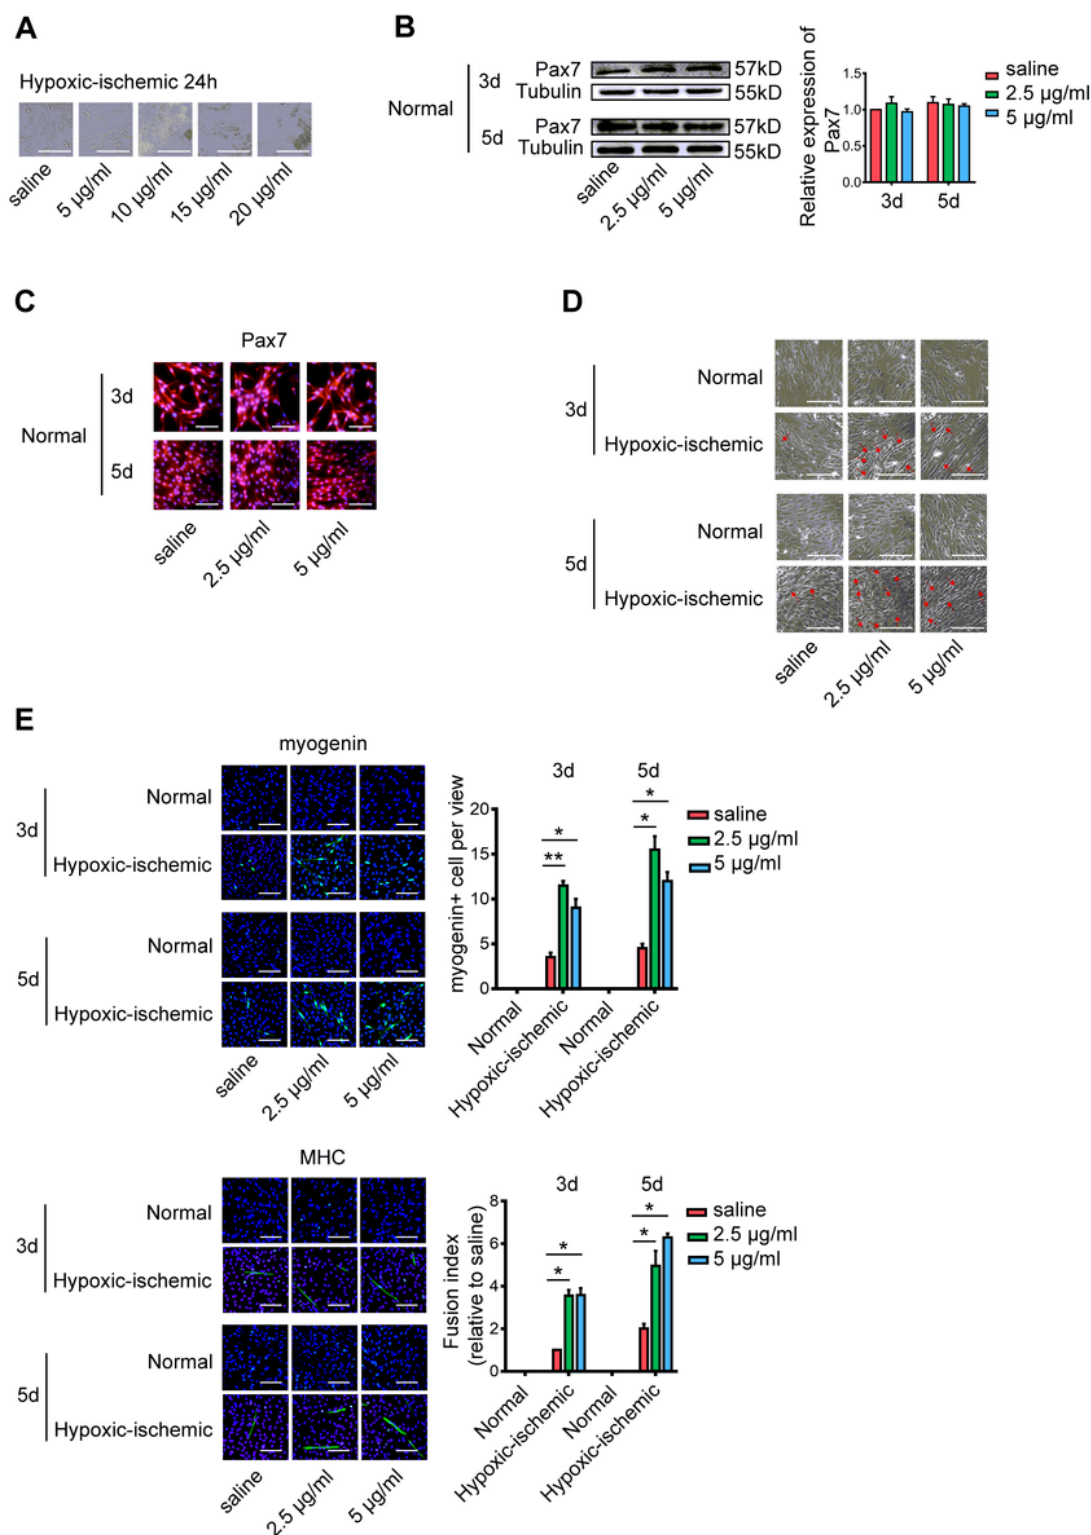 A
Hypoxic-ischemic 24h
saline
5 µg/ml
10 µg/ml
15 µg/ml
20 µg/ml
B
Normal
3d
Pax7
57kD
Tubulin
55kD
5d
Pax7
57kD
Tubulin
55kD
saline
2.5 µg/ml
5 µg/ml
Relative expression of
Pax7
1.5
1.0
0.5
0.0
3d
5d
saline
2.5 µg/ml
5 µg/ml
C
Pax7
Normal
3d
5d
saline
2.5 µg/ml
5 µg/ml
D
3d
Normal
Hypoxic-ischemic
5d
Normal
Hypoxic-ischemic
saline
2.5 µg/ml
5 µg/ml
E
myogenin
3d
Normal
Hypoxic-ischemic
5d
Normal
Hypoxic-ischemic
saline
2.5 µg/ml
5 µg/ml
myogenin+ cell per view
20
15
10
5
0
3d
5d
*
**
*
*
Normal
Hypoxic-ischemic
Normal
Hypoxic-ischemic
saline
2.5 µg/ml
5 µg/ml
MHC
3d
Normal
Hypoxic-ischemic
5d
Normal
Hypoxic-ischemic
saline
2.5 µg/ml
5 µg/ml
Fusion index
(relative to saline)
8
6
4
2
0
3d
5d
*
*
*
*
Normal
Hypoxic-ischemic
Normal
Hypoxic-ischemic
saline
2.5 µg/ml
5 µg/ml